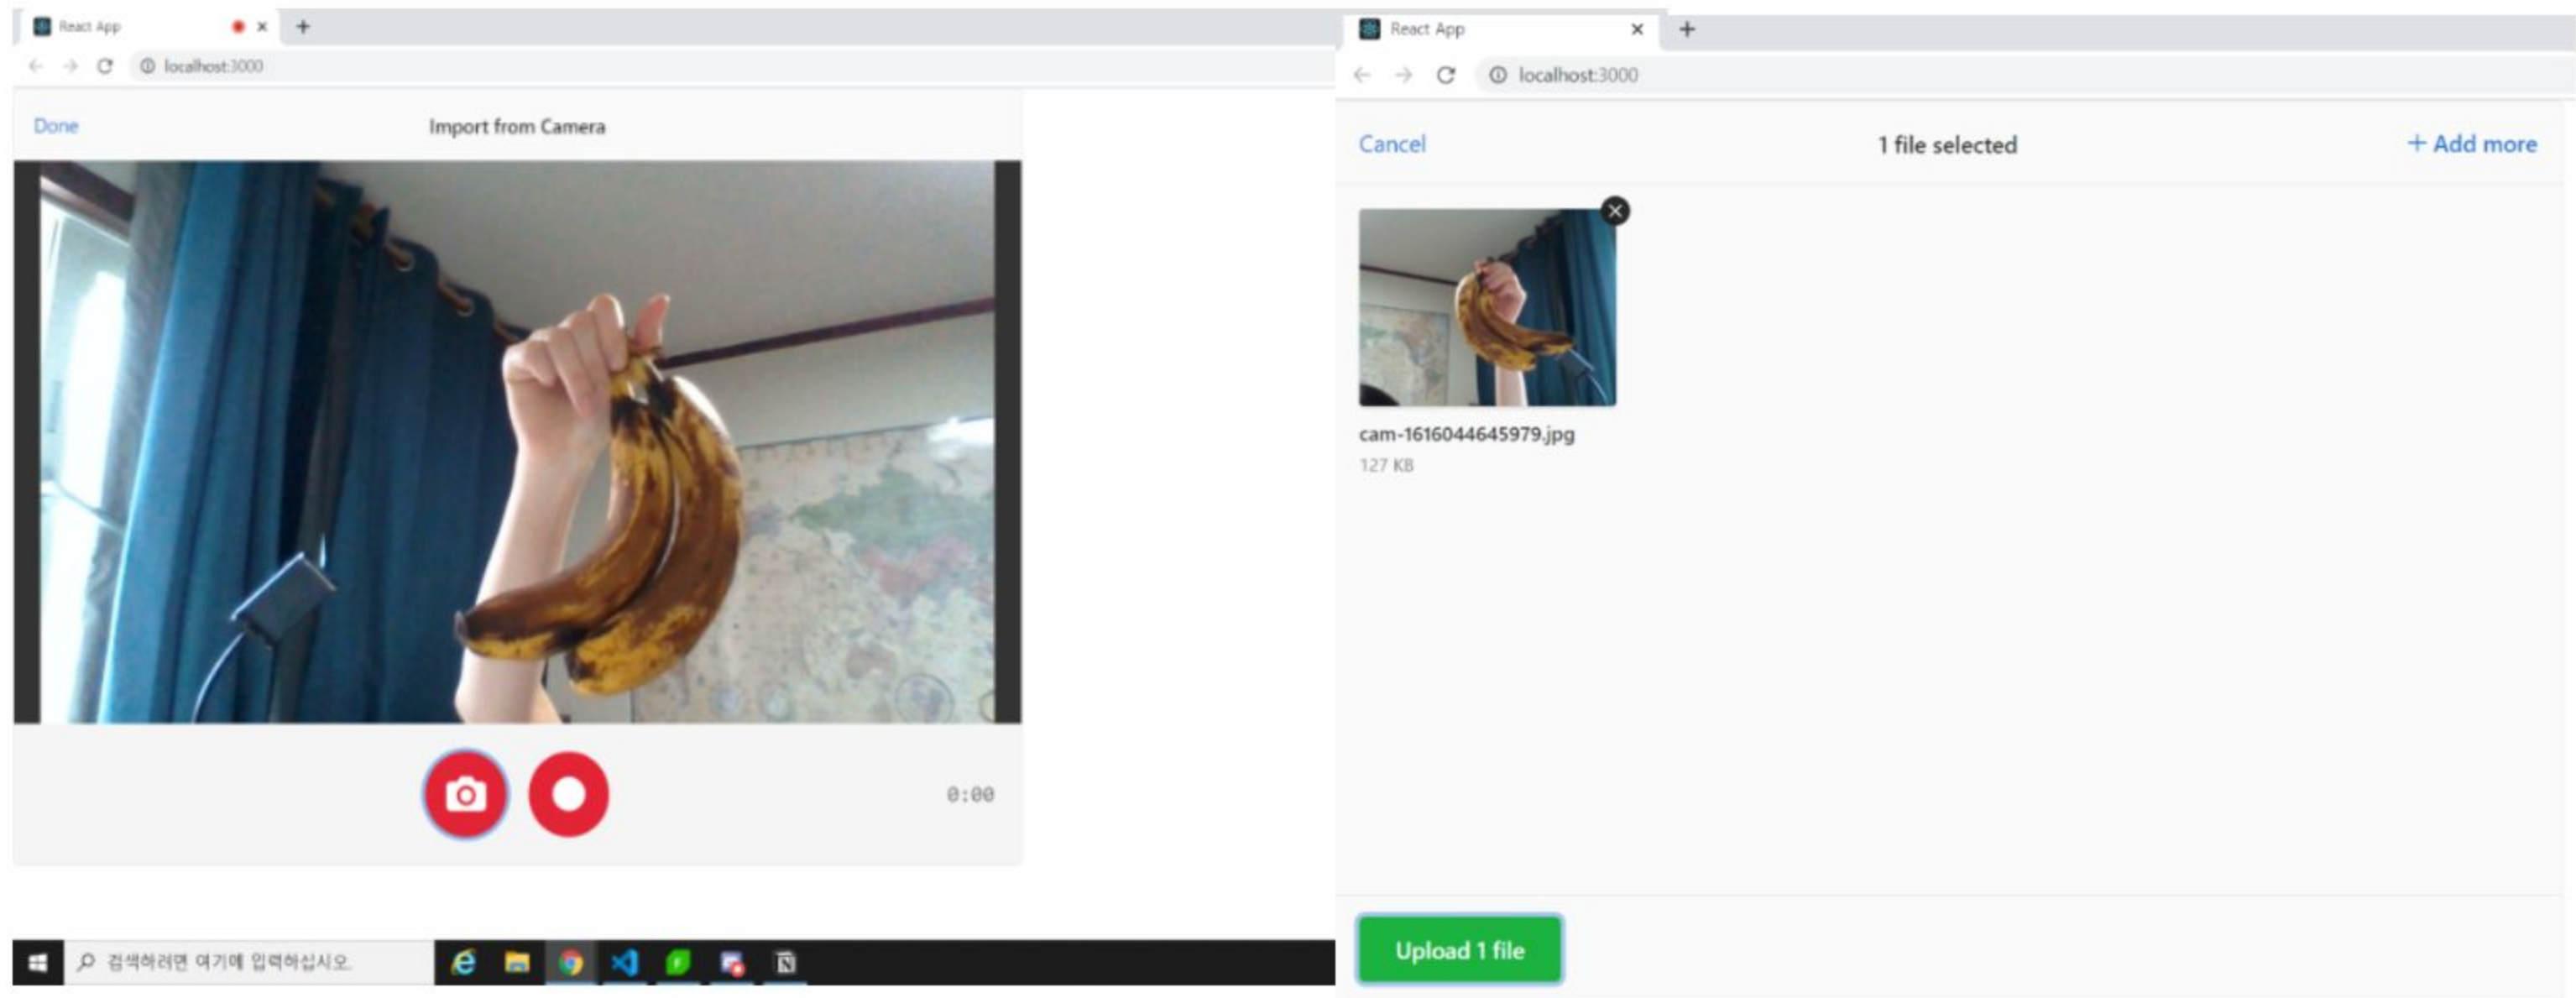 React App
localhost:3000
Done
Import from Camera
0:00
검색하려면 여기에 입력하십시오.
React App
localhost:3000
Cancel
1 file selected
+ Add more
cam-1616044645979.jpg
127 KB
Upload 1 file